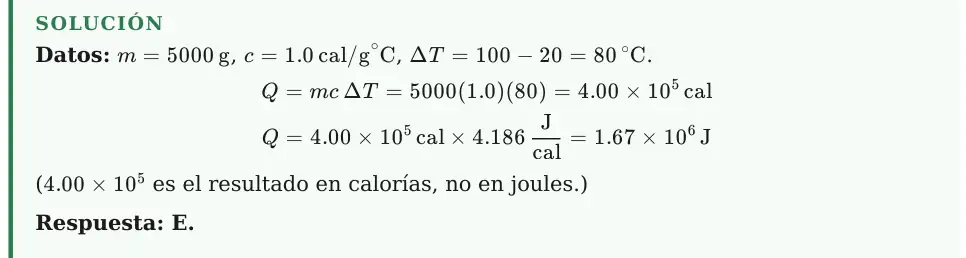 SOLUCIÓN
Datos: m = 5000 g, c = 1.0 cal/g°C, ΔT = 100 − 20 = 80 °C.
Q = mc ΔT = 5000(1.0)(80) = 4.00 × 10⁵ cal
Q = 4.00 × 10⁵ cal × 4.186 J/cal = 1.67 × 10⁶ J
(4.00 × 10⁵ es el resultado en calorías, no en joules.)
Respuesta: E.